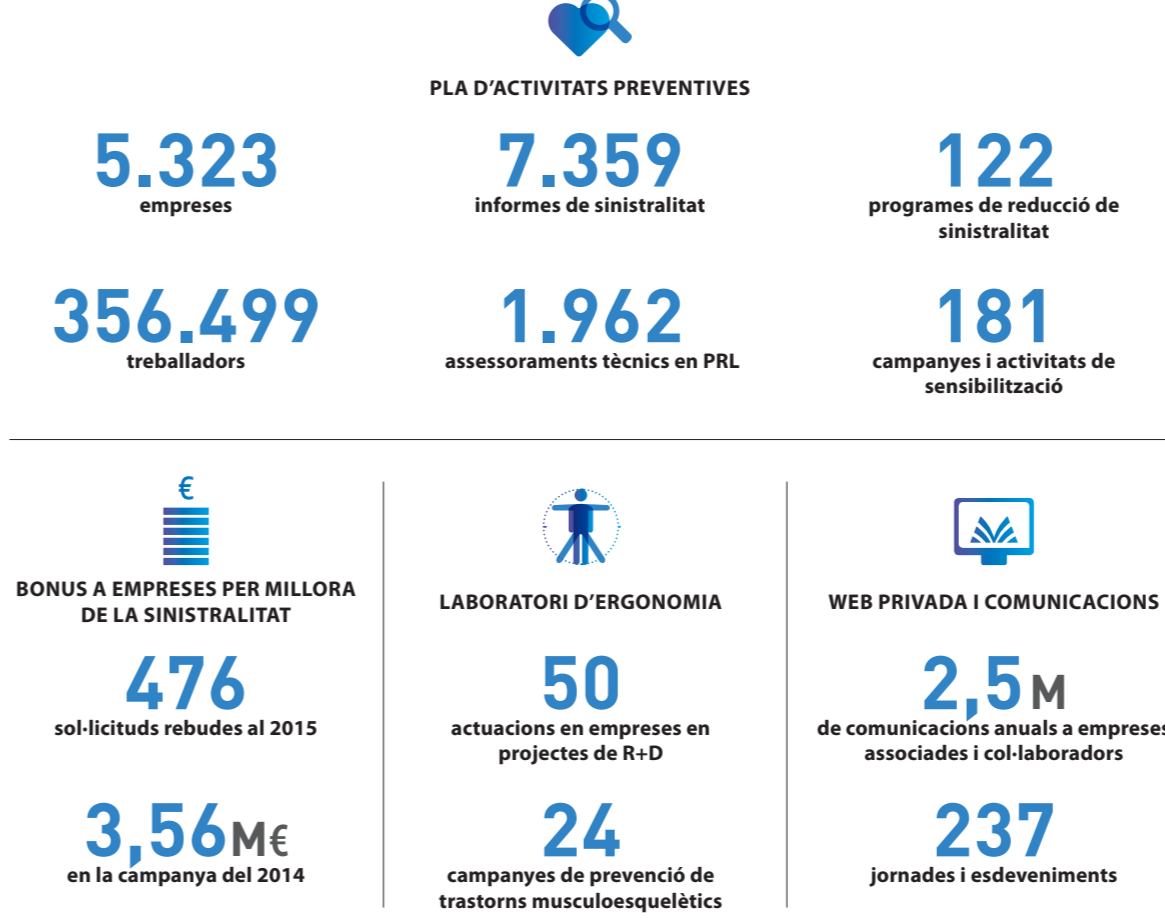 PLA D'ACTIVITATS PREVENTIVES
5.323
empreses
7.359
informes de sinistralitat
122
programes de reducció de
sinistralitat
356.499
treballadors
1.962
assessoraments tècnics en PRL
181
campanyes i activitats de
sensibilització
€
BONUS A EMPRESES PER MILLORA
DE LA SINISTRALITAT
476
sol·licituds rebudes al 2015
3,56M€
en la campanya del 2014
LABORATORI D'ERGONOMIA
50
actuacions en empreses en
projectes de R+D
24
campanyes de prevenció de
trastorns musculoesquelètics
WEB PRIVADA I COMUNICACIONS
2,5 M
de comunicacions anuals a empreses
associades i col·laboradors
237
jornades i esdeveniments